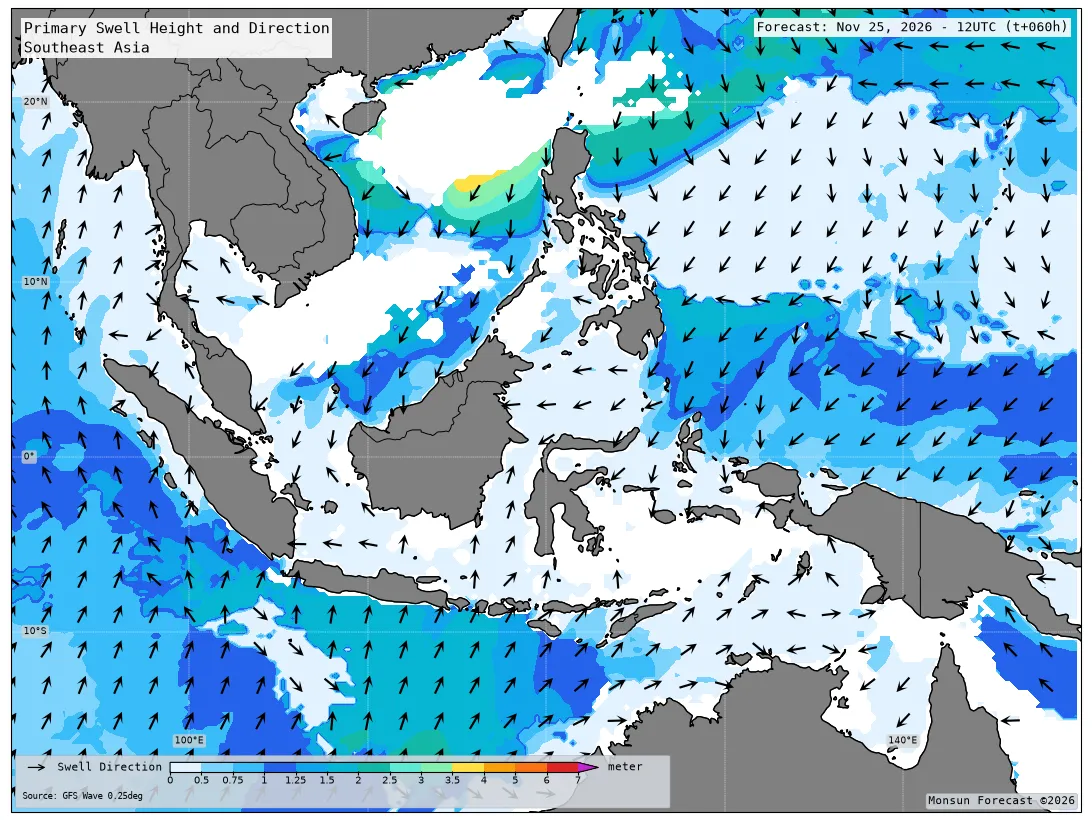 Primary Swell Height and Direction
Southeast Asia
Forecast: Nov 25, 2026 - 12UTC (t+060h)
20°N
10°N
0°
10°S
100°E
140°E
Swell Direction
0 0.5 0.75 1 1.25 1.5 2 2.5 3 3.5 4 5 6 7
meter
Source: GFS Wave 0.25deg
Monsun Forecast ©2026